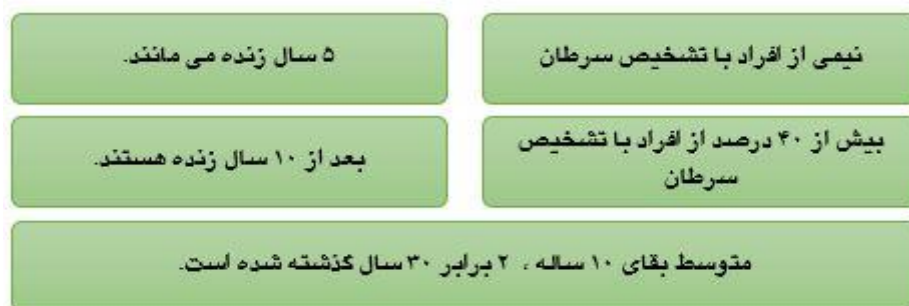 نیمی از افراد با تشخیص سرطان
۵ سال زنده می مانند.
بیش از ۴۰ درصد از افراد با تشخیص
سرطان
بعد از ۱۰ سال زنده هستند.
متوسط بقای ۱۰ ساله ، ۲ برابر ۳۰ سال گذشته شده است.